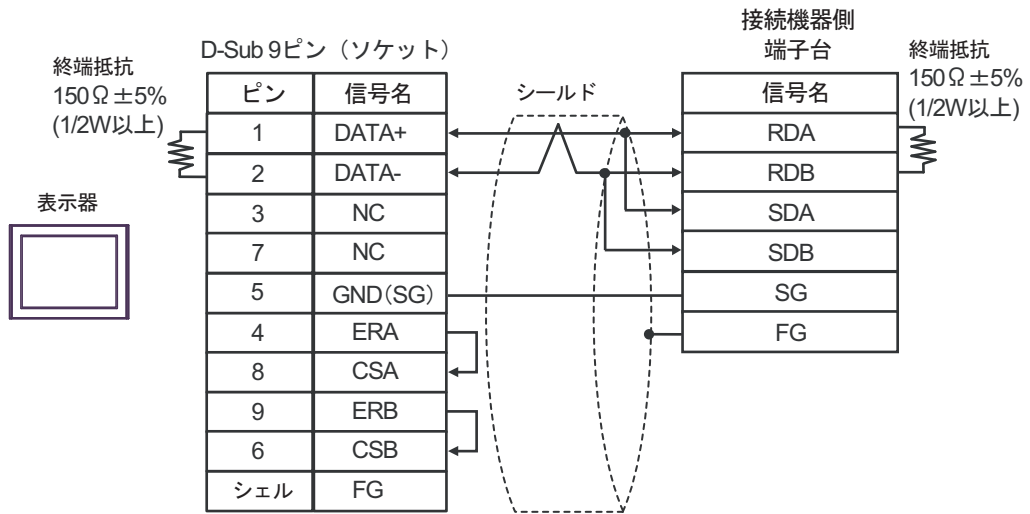 接続機器側
端子台
D-Sub 9ピン（ソケット）
終端抵抗
150Ω±5%
(1/2W以上)
終端抵抗
150Ω±5%
(1/2W以上)
シールド
表示器
ピン 信号名
1 DATA+
2 DATA-
3 NC
7 NC
5 GND(SG)
4 ERA
8 CSA
9 ERB
6 CSB
シェル FG
信号名
RDA
RDB
SDA
SDB
SG
FG